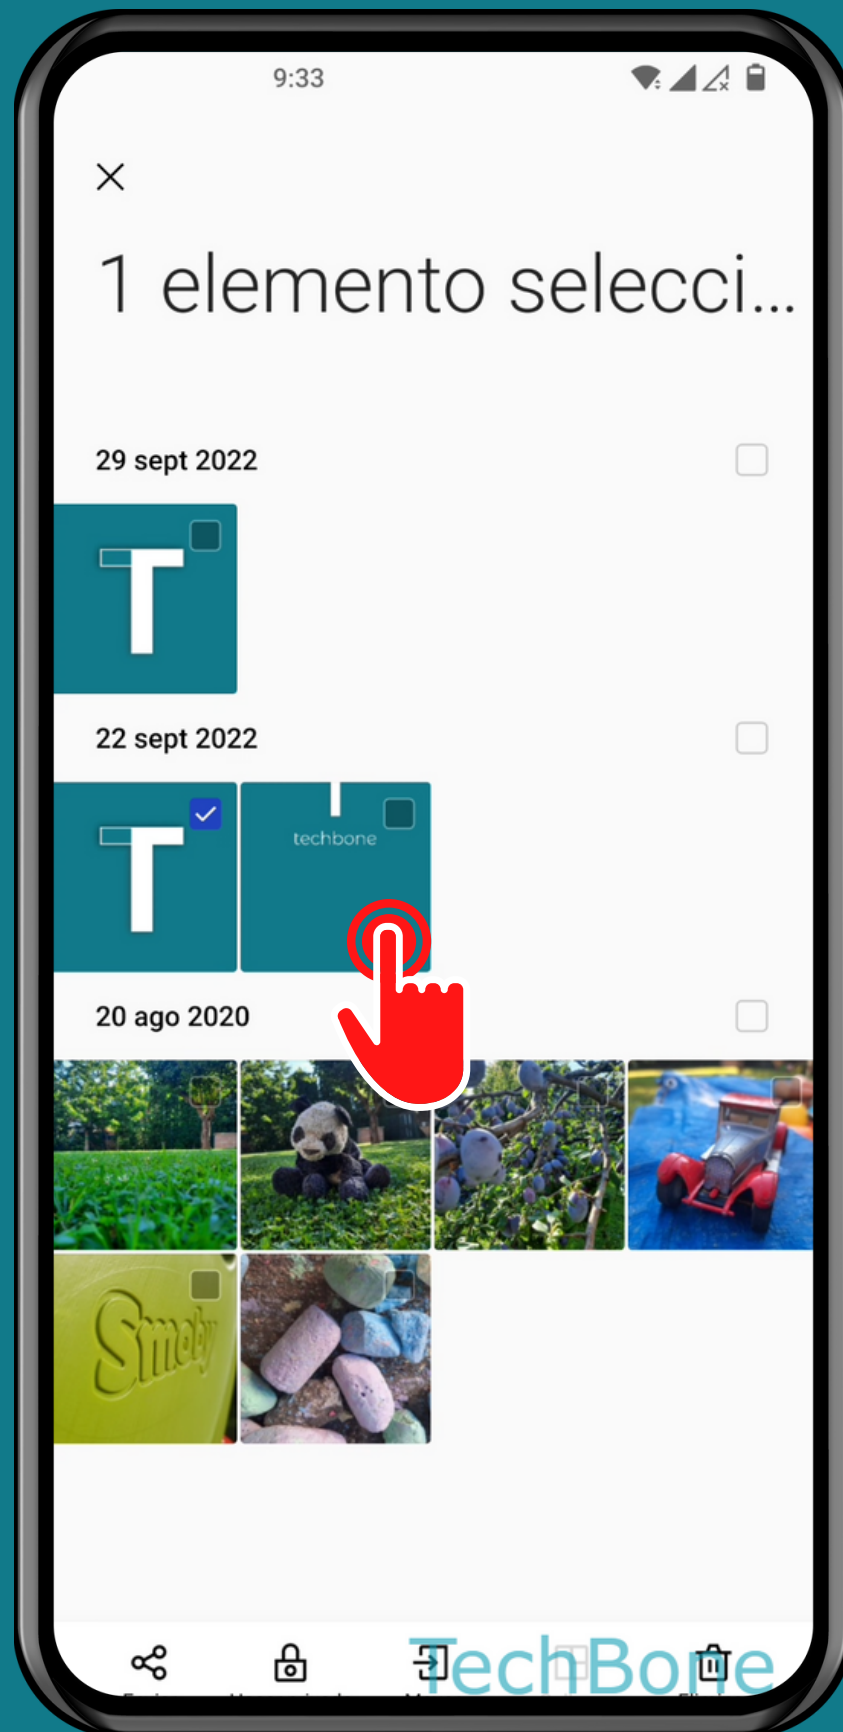 9:33
1 elemento selecci...
29 sept 2022
T
22 sept 2022
T
techbone
20 ago 2020
Smoby
TechBone